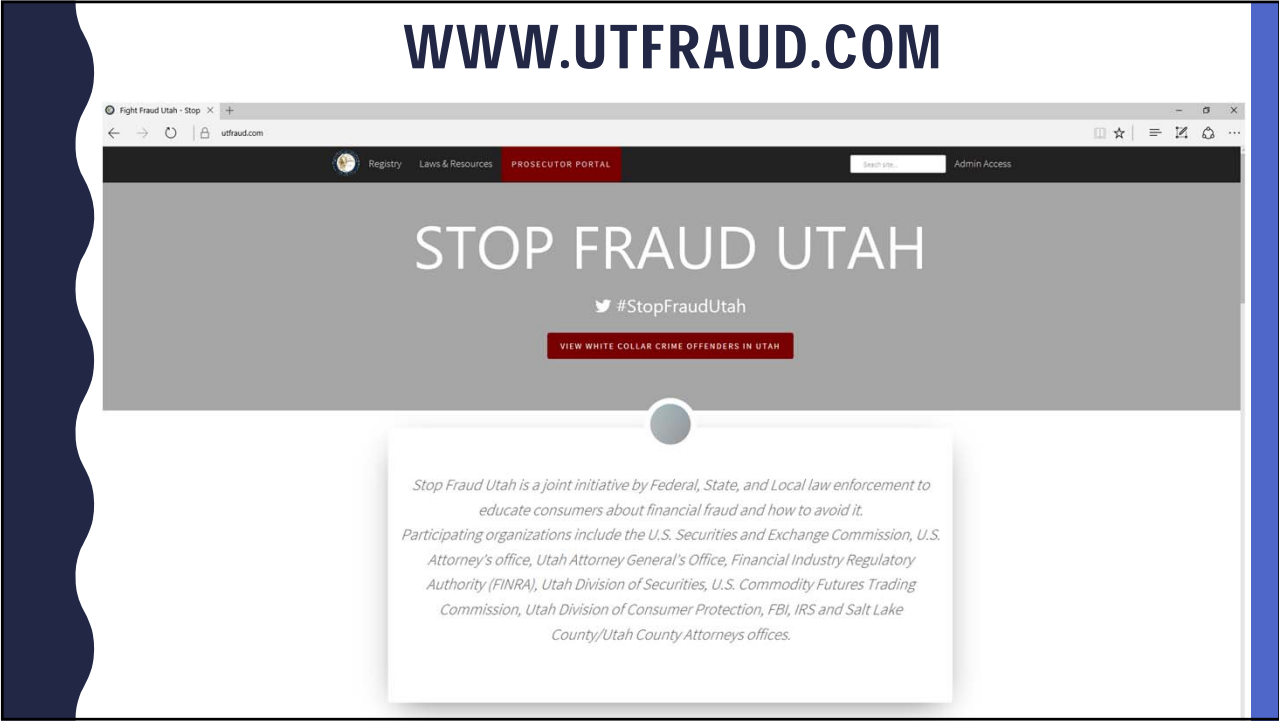 WWW.UTFRAUD.COM
Fight Fraud Utah - Stop
utfraud.com
Registry Laws & Resources PROSECUTOR PORTAL Seach site... Admin Access
STOP FRAUD UTAH
#StopFraudUtah
VIEW WHITE COLLAR CRIME OFFENDERS IN UTAH
Stop Fraud Utah is a joint initiative by Federal, State, and Local law enforcement to
educate consumers about financial fraud and how to avoid it.
Participating organizations include the U.S. Securities and Exchange Commission, U.S.
Attorney's office, Utah Attorney General's Office, Financial Industry Regulatory
Authority (FINRA), Utah Division of Securities, U.S. Commodity Futures Trading
Commission, Utah Division of Consumer Protection, FBI, IRS and Salt Lake
County/Utah County Attorneys offices.